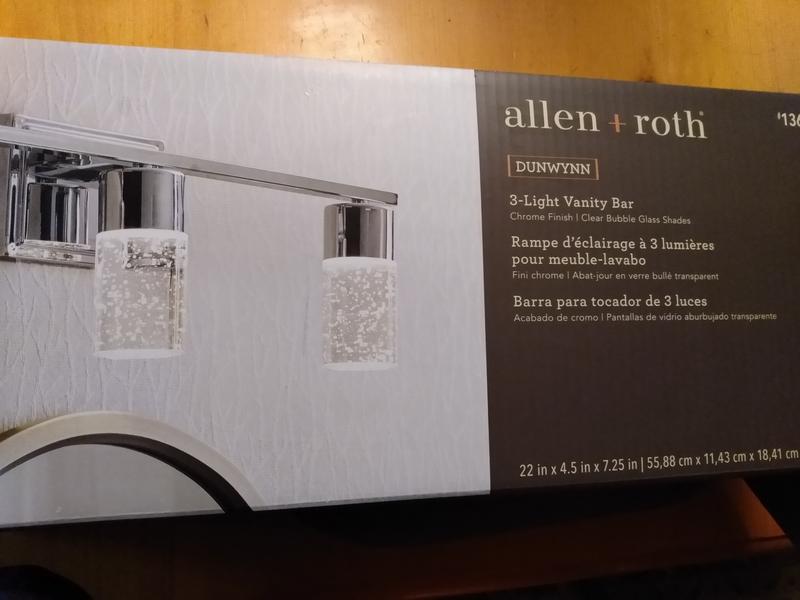 allen + roth®
DUNWYNN
3-Light Vanity Bar
Chrome Finish | Clear Bubble Glass Shades
Rampe d'éclairage à 3 lumières
pour meuble-lavabo
Fini chrome | Abat-jour en verre bullé transparent
Barra para tocador de 3 luces
Acabado de cromo | Pantallas de vidrio aburbujado transparente
22 in x 4.5 in x 7.25 in | 55,88 cm x 11,43 cm x 18,41 cm